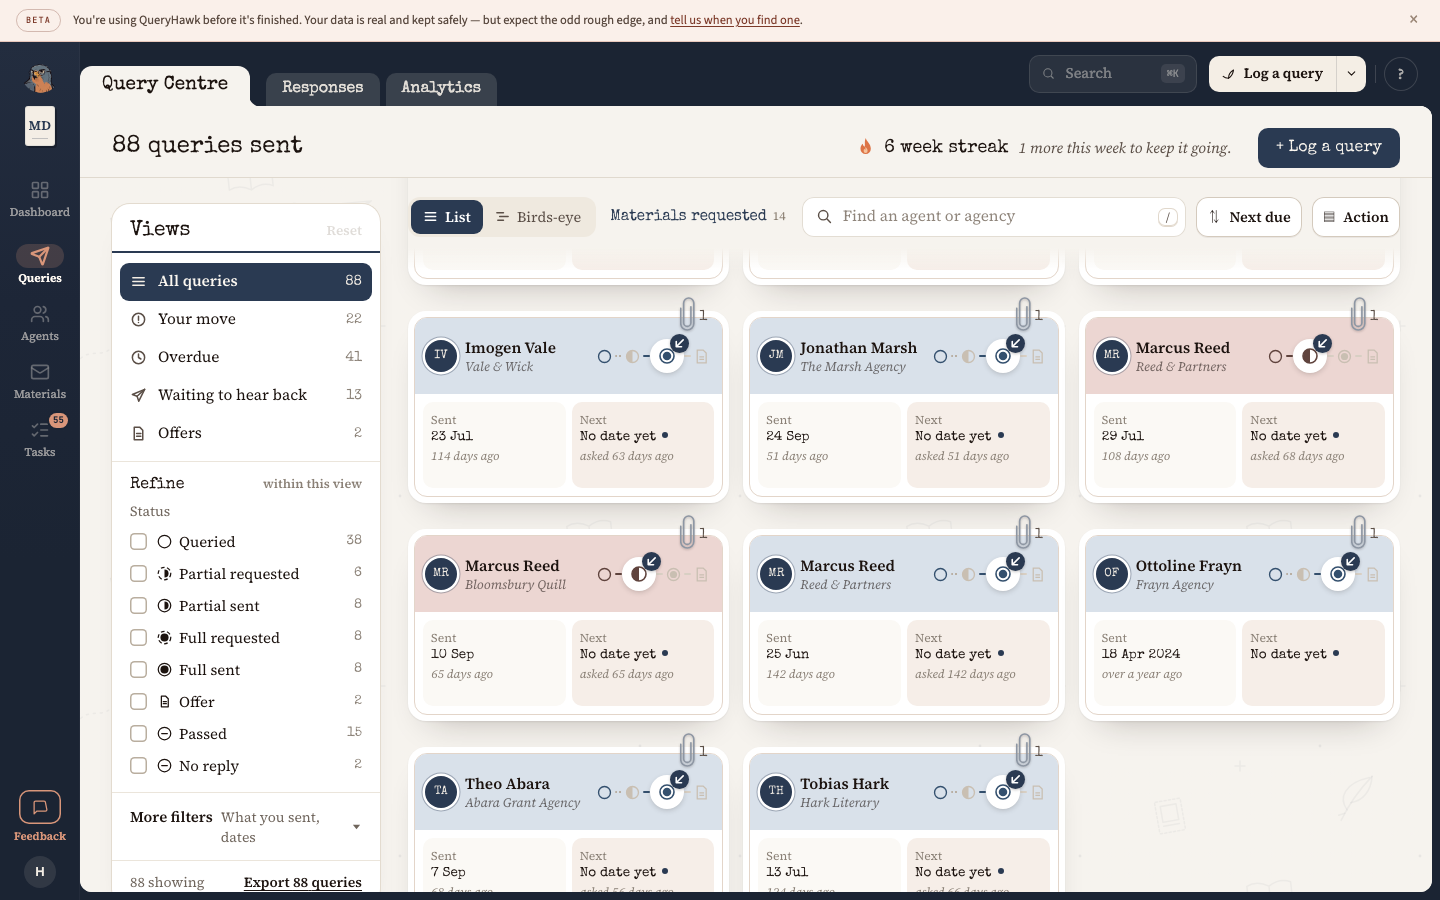 BETA You're using QueryHawk before it's finished. Your data is real and kept safely — but expect the odd rough edge, and tell us when you find one. ×
MD
Dashboard
Queries
Agents
Materials
55
Tasks
Feedback
H
Query Centre Responses Analytics
Search ⌘K
Log a query
?
88 queries sent
6 week streak 1 more this week to keep it going.
+ Log a query
Views Reset
All queries 88
Your move 22
Overdue 41
Waiting to hear back 13
Offers 2
Refine within this view
Status
Queried 38
Partial requested 6
Partial sent 8
Full requested 8
Full sent 8
Offer 2
Passed 15
No reply 2
More filters What you sent, dates
88 showing Export 88 queries
List Birds-eye Materials requested 14 Find an agent or agency / Next due Action
1
IV Imogen Vale
Vale & Wick
Sent
23 Jul
114 days ago
Next
No date yet
asked 63 days ago
1
JM Jonathan Marsh
The Marsh Agency
Sent
24 Sep
51 days ago
Next
No date yet
asked 51 days ago
1
MR Marcus Reed
Reed & Partners
Sent
29 Jul
108 days ago
Next
No date yet
asked 68 days ago
1
MR Marcus Reed
Bloomsbury Quill
Sent
10 Sep
65 days ago
Next
No date yet
asked 65 days ago
1
MR Marcus Reed
Reed & Partners
Sent
25 Jun
142 days ago
Next
No date yet
asked 142 days ago
1
OF Ottoline Frayn
Frayn Agency
Sent
18 Apr 2024
over a year ago
Next
No date yet
1
TA Theo Abara
Abara Grant Agency
Sent
7 Sep
68 days ago
Next
No date yet
asked 56 days ago
1
TH Tobias Hark
Hark Literary
Sent
13 Jul
124 days ago
Next
No date yet
asked 66 days ago